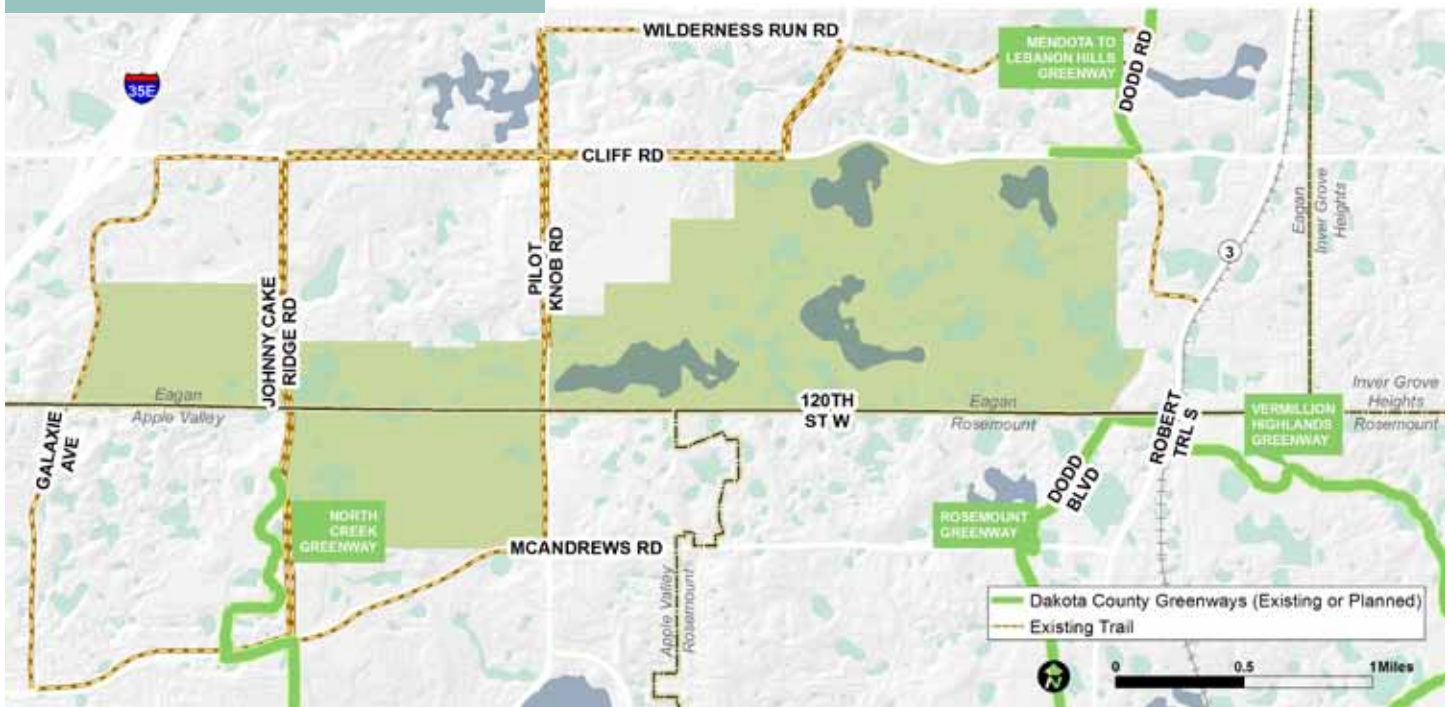 WILDERNESS RUN RD
MENDOTA TO
LEBANON HILLS
GREENWAY
DODD RD
35E
CLIFF RD
Eagan
Inver Grove
Heights
3
PILOT
KNOB RD
JOHNNY CAKE
RIDGE RD
Eagan
Apple Valley
GALAXIE
AVE
120TH
ST W
Eagan
Rosemount
ROBERT
TRL S
VERMILLION
HIGHLANDS
GREENWAY
Inver Grove
Heights
Rosemount
DODD
BLVD
NORTH
CREEK
GREENWAY
ROSEMOUNT
GREENWAY
MCANDREWS RD
Apple Valley
Rosemount
Dakota County Greenways (Existing or Planned)
Existing Trail
N
0 0.5 1Miles